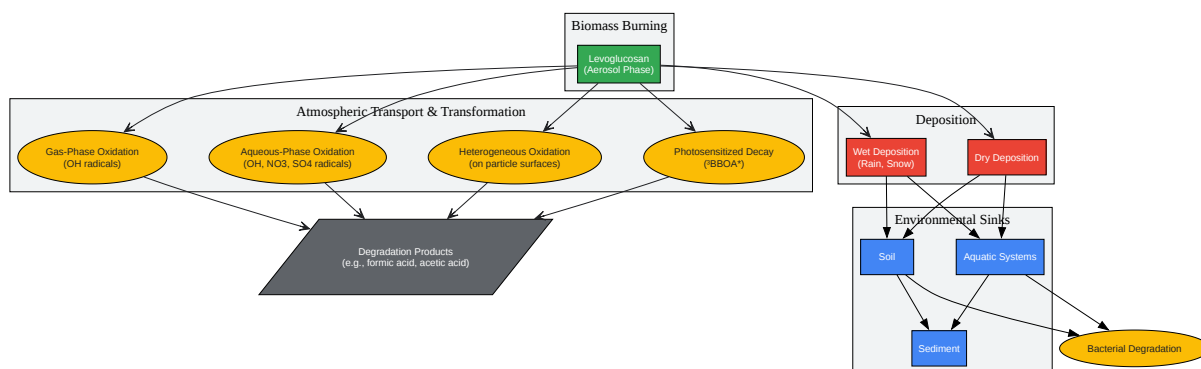 Biomass Burning
Levoglucosan
(Aerosol Phase)
Atmospheric Transport & Transformation
Gas-Phase Oxidation
(OH radicals)
Aqueous-Phase Oxidation
(OH, NO3, SO4 radicals)
Heterogeneous Oxidation
(on particle surfaces)
Photosensitized Decay
(³BBOA*)
Deposition
Wet Deposition
(Rain, Snow)
Dry Deposition
Degradation Products
(e.g., formic acid, acetic acid)
Environmental Sinks
Soil
Aquatic Systems
Sediment
Bacterial Degradation